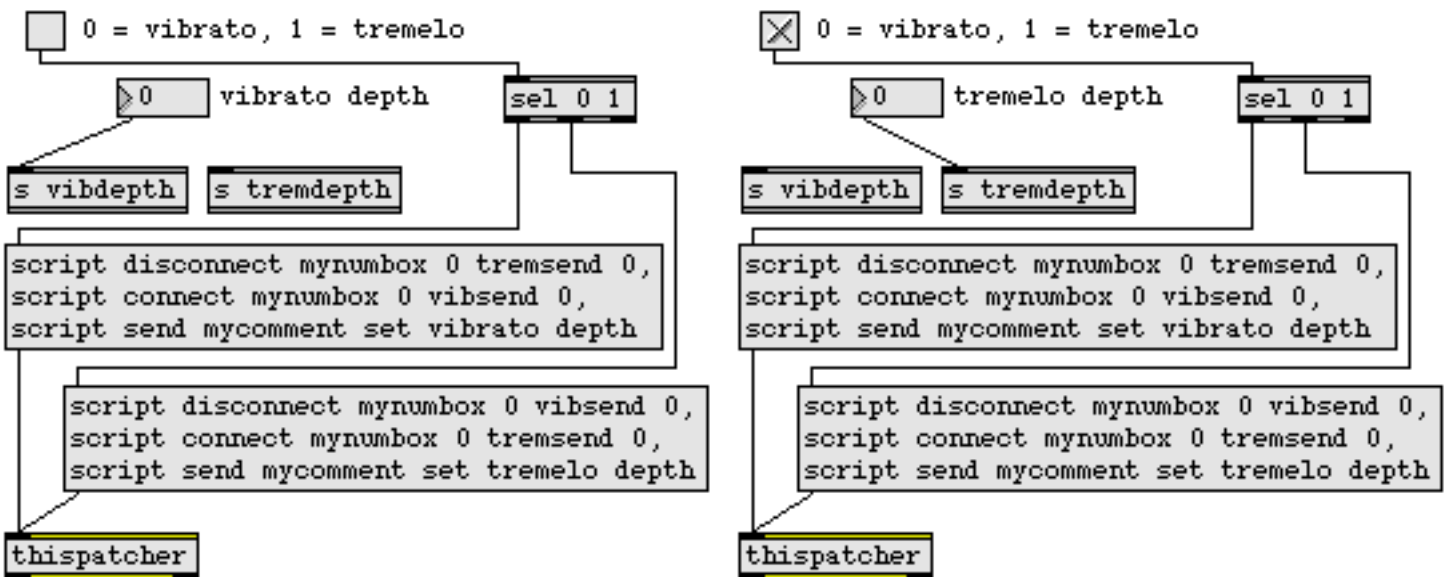 0 = vibrato, 1 = tremelo
0 vibrato depth
sel 0 1
s vibdepth
s tremdepth
script disconnect mynumbox 0 tremsend 0,
script connect mynumbox 0 vibsend 0,
script send mycomment set vibrato depth
script disconnect mynumbox 0 vibsend 0,
script connect mynumbox 0 tremsend 0,
script send mycomment set tremelo depth
thispatcher
0 = vibrato, 1 = tremelo
0 tremelo depth
sel 0 1
s vibdepth
s tremdepth
script disconnect mynumbox 0 tremsend 0,
script connect mynumbox 0 vibsend 0,
script send mycomment set vibrato depth
script disconnect mynumbox 0 vibsend 0,
script connect mynumbox 0 tremsend 0,
script send mycomment set tremelo depth
thispatcher